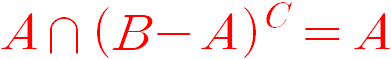 A ∩ (B − A)^C = A